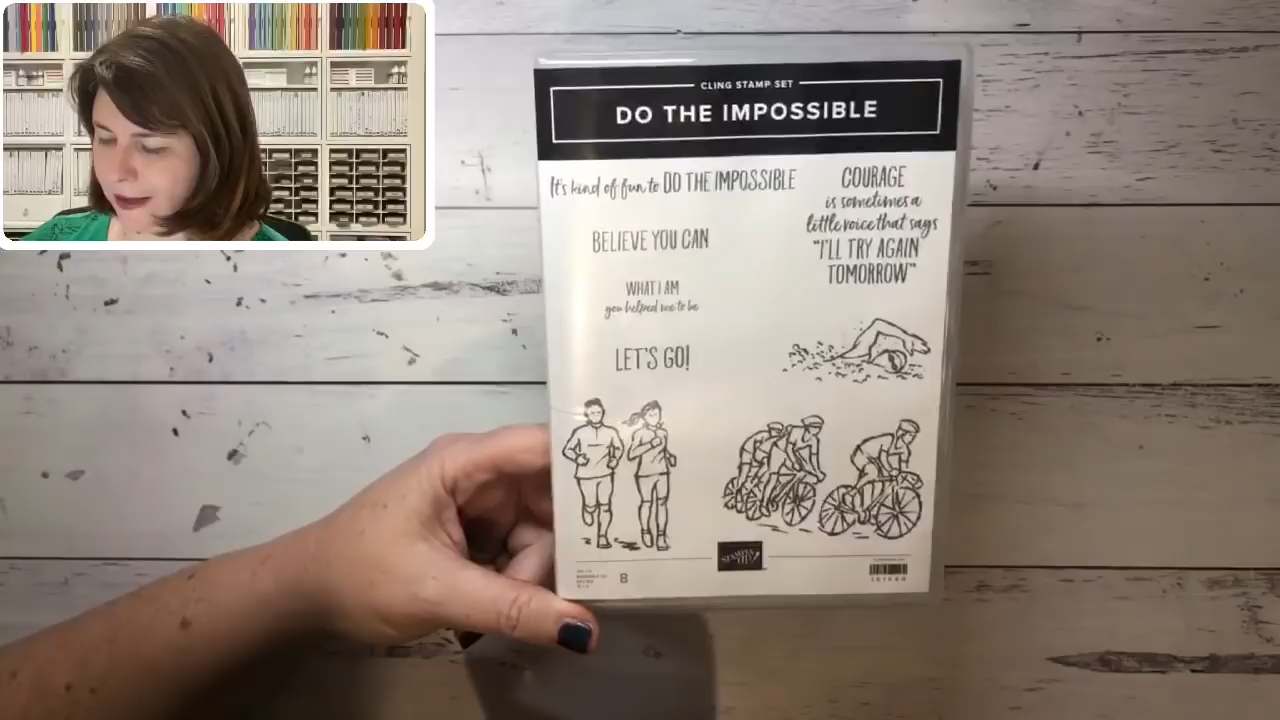 CLING STAMP SET
DO THE IMPOSSIBLE
It's kind of fun to DO THE IMPOSSIBLE
COURAGE
is sometimes a
little voice that says
"I'LL TRY AGAIN
TOMORROW"
BELIEVE YOU CAN
WHAT I AM
you helped me to be
LET'S GO!
STAMPIN' UP!
8